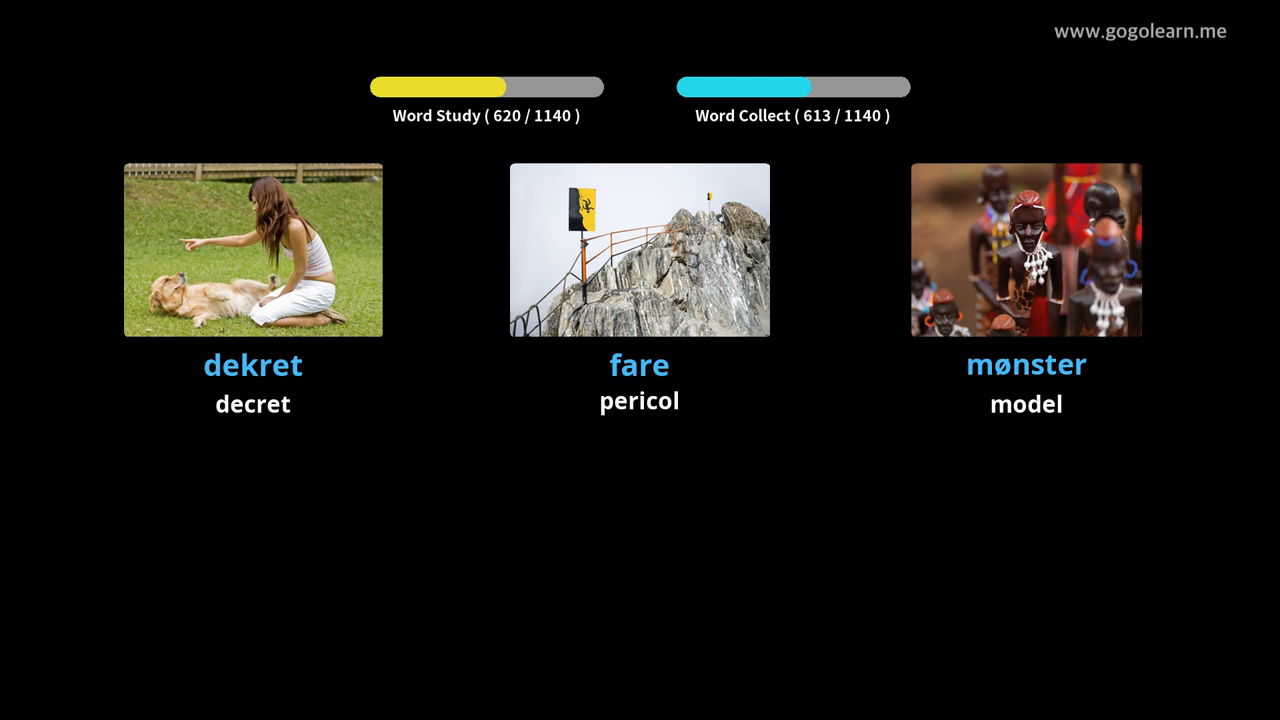 www.gogolearn.me
Word Study ( 620 / 1140 )
Word Collect ( 613 / 1140 )
dekret
decret
fare
pericol
mønster
model